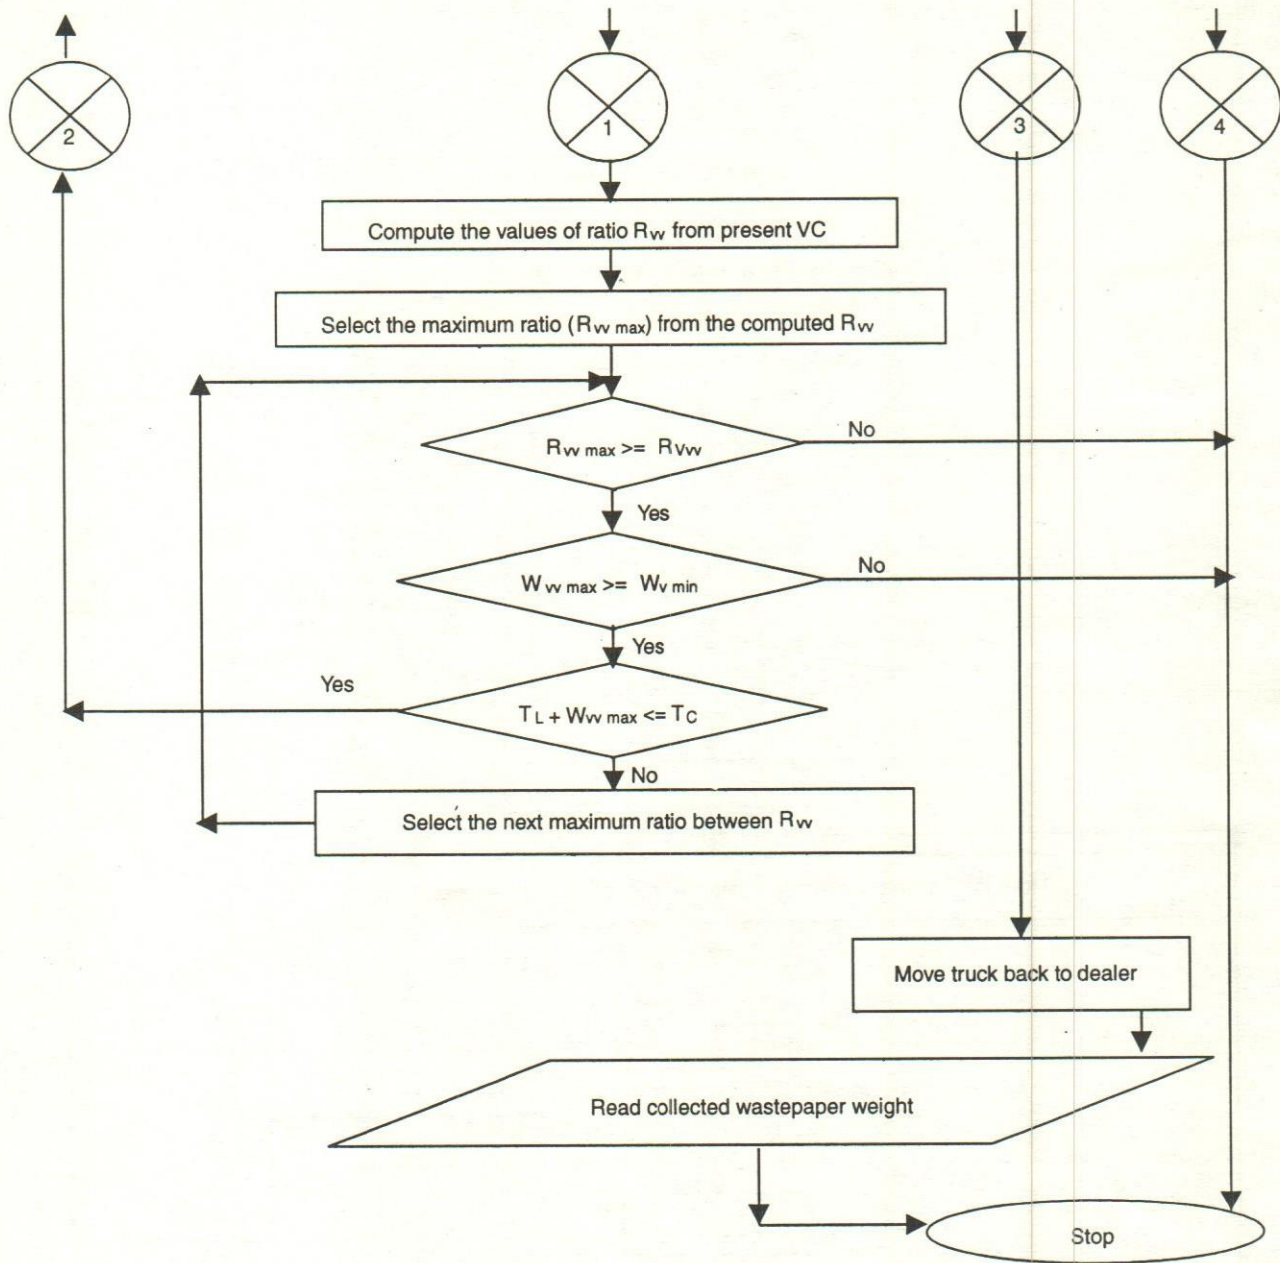 2
1
3
4
Compute the values of ratio Rvv from present VC
Select the maximum ratio (Rvv max) from the computed Rvv
Rvv max >= RVvv
No
Yes
Wvv max >= Wv min
No
Yes
Yes
TL + Wvv max <= TC
No
Select the next maximum ratio between Rvv
Move truck back to dealer
Read collected wastepaper weight
Stop